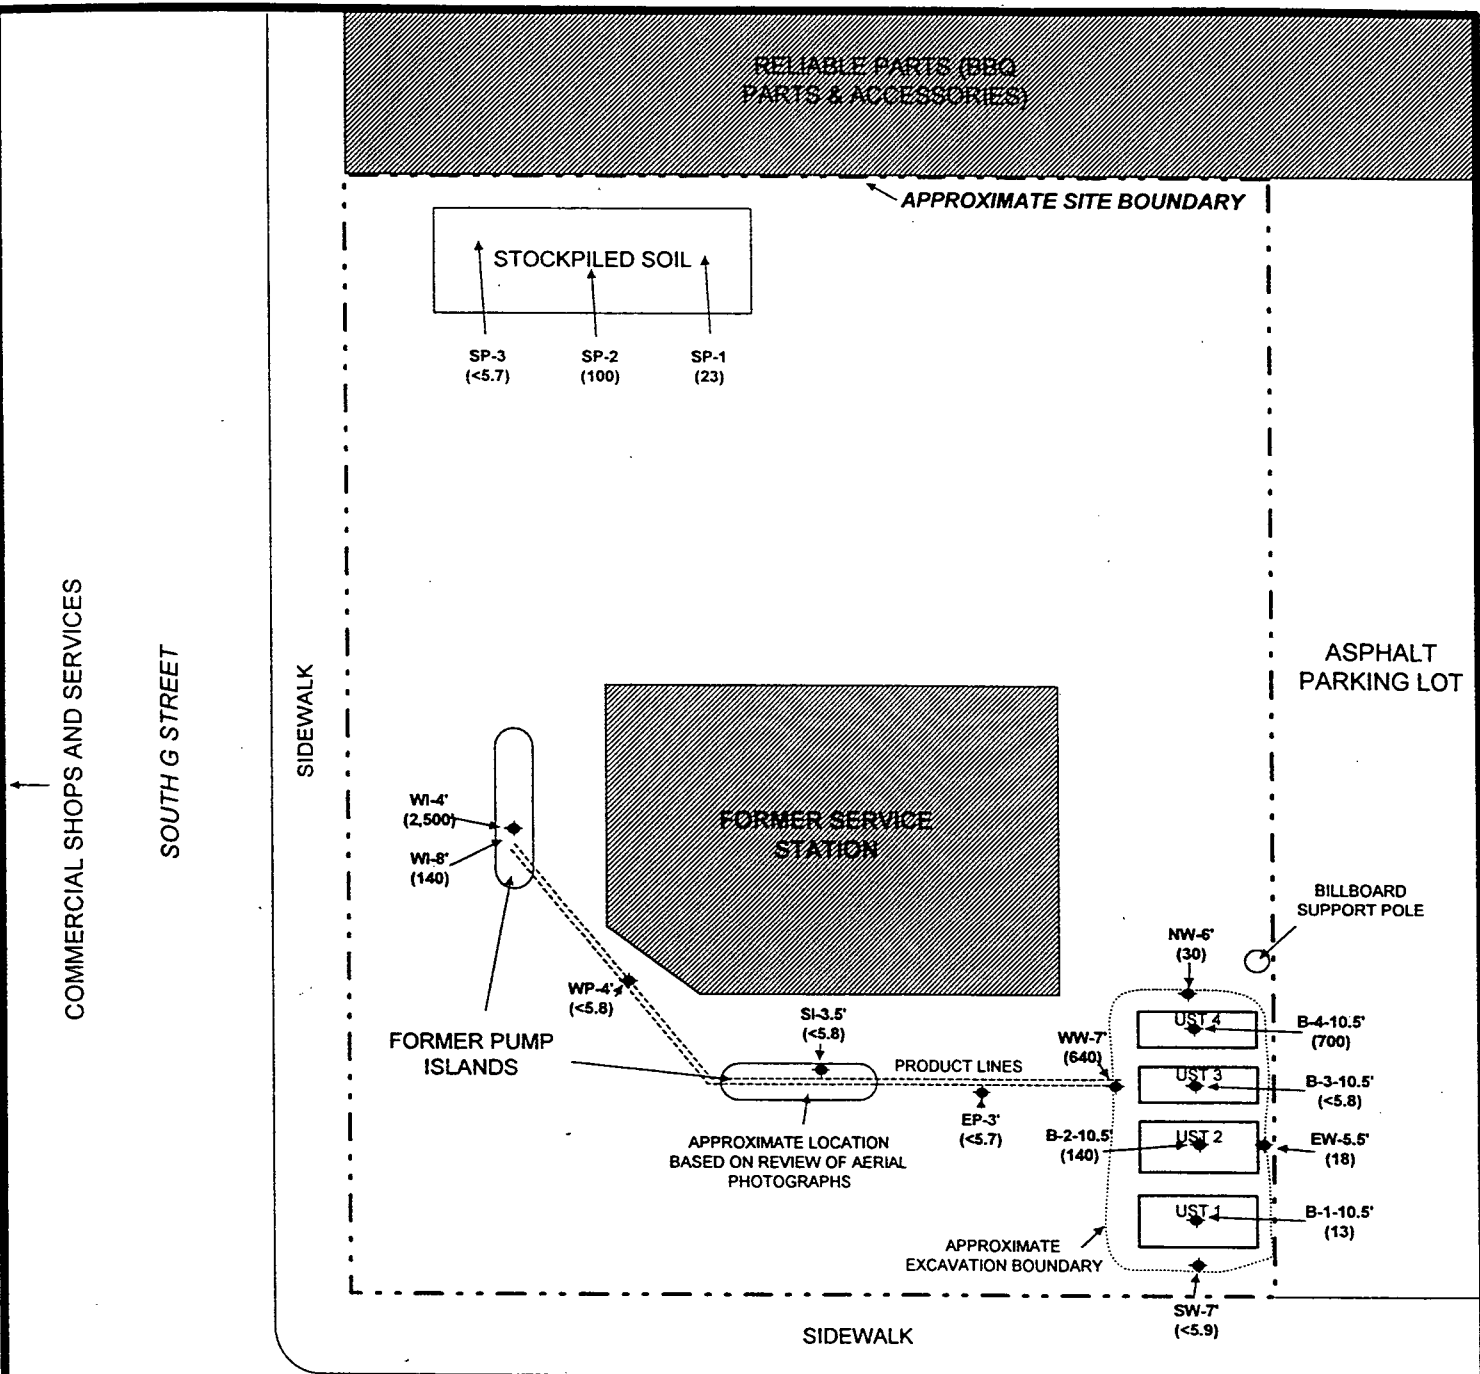 RELIABLE PARTS (BBQ
PARTS & ACCESSORIES)
APPROXIMATE SITE BOUNDARY
STOCKPILED SOIL
SP-3
(<5.7)
SP-2
(100)
SP-1
(23)
COMMERCIAL SHOPS AND SERVICES
SOUTH G STREET
SIDEWALK
ASPHALT
PARKING LOT
WI-4'
(2,500)
WI-8'
(140)
FORMER SERVICE
STATION
BILLBOARD
SUPPORT POLE
NW-6'
(30)
WP-4'
(<5.8)
SI-3.5'
(<5.8)
FORMER PUMP
ISLANDS
PRODUCT LINES
WW-7'
(640)
UST 4
B-4-10.5'
(700)
UST 3
B-3-10.5'
(<5.8)
EP-3'
(<5.7)
B-2-10.5'
(140)
UST 2
EW-5.5'
(18)
APPROXIMATE LOCATION
BASED ON REVIEW OF AERIAL
PHOTOGRAPHS
UST 1
B-1-10.5'
(13)
APPROXIMATE
EXCAVATION BOUNDARY
SW-7'
(<5.9)
SIDEWALK